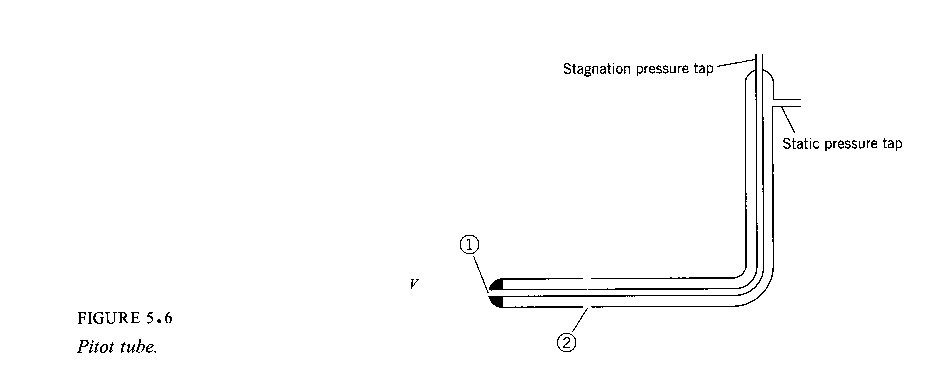 Stagnation pressure tap
Static pressure tap
1
V
2
FIGURE 5.6
Pitot tube.